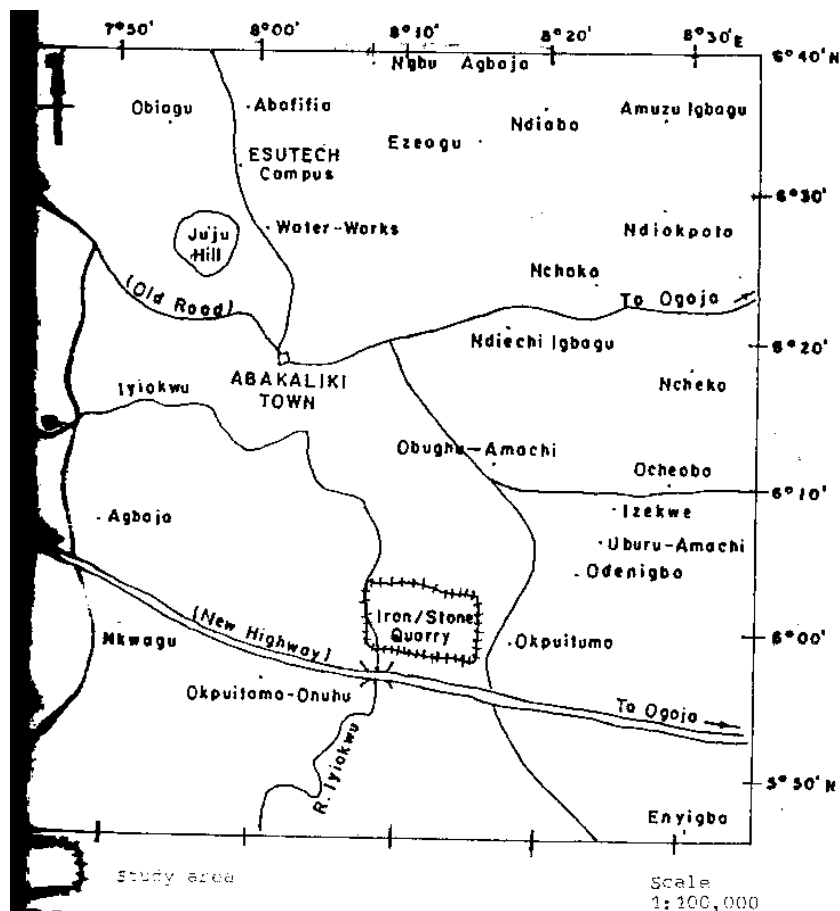 7°50' 8°00 8°10' 8°20' 8°30'E
6°40'N
Ngbu Agbaja
Obiagu
Abofifia
Ndiabo
Amuzu Igbagu
Ezeogu
ESUTECH
Campus
6°30'
Juju
Hill
Water-Works
Ndiokpoto
Nchoko
(Old Road)
To Ogoja
Ndiechi Igbagu
6°20'
Iyiokwu
ABAKALIKI
TOWN
Ncheko
Obughu-Amachi
Ocheobo
6°10'
Agbaja
Izekwe
Uburu-Amachi
Odenigbo
Iron/Stone
Quarry
(New Highway)
Nkwagu
Okpuitumo
6°00'
Okpuitomo-Onuhu
To Ogoja
R. Iyiokwu
5°50'N
Enyigba
Study area
Scale
1:100,000